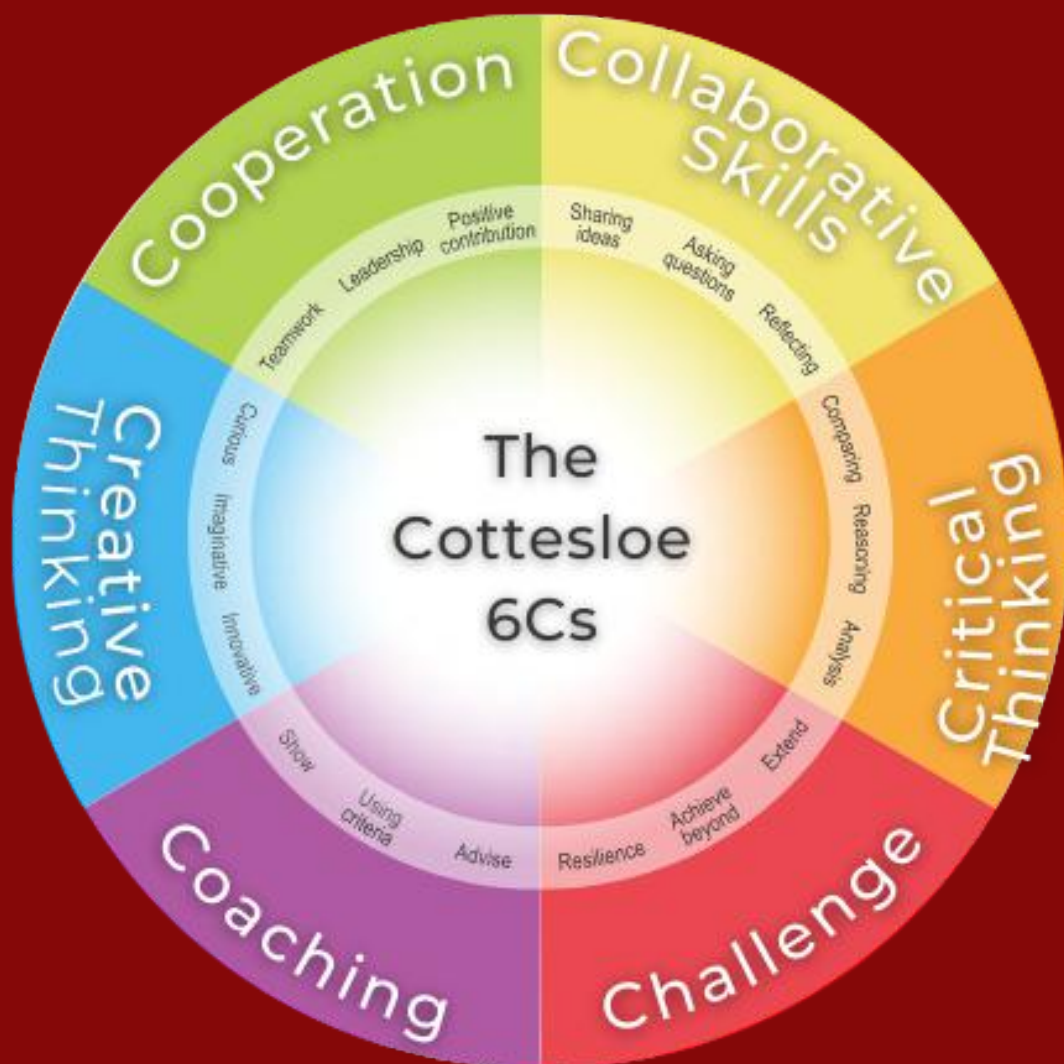 Cooperation
Teamwork
Leadership
Positive
contribution
Collaborative
Skills
Sharing
ideas
Asking
questions
Reflecting
Critical
Thinking
Comparing
Reasoning
Analysis
Challenge
Extend
Achieve
beyond
Resilience
Coaching
Advise
Using
criteria
Show
Creative
Thinking
Innovative
Imaginative
Curious
The
Cottesloe
6Cs